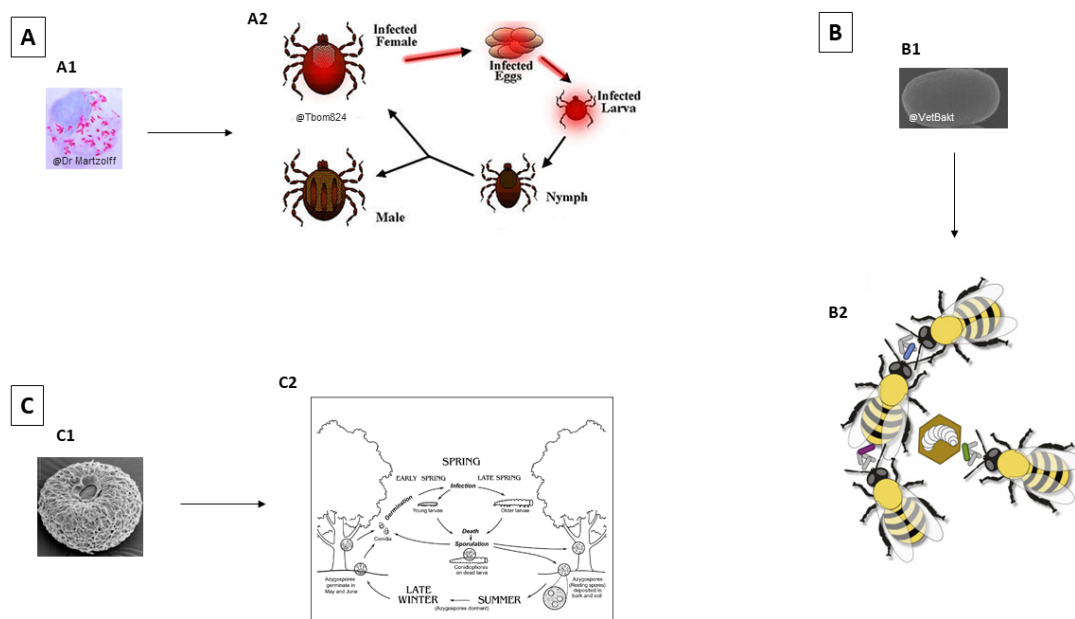 A
A1
@Dr Martzolff
A2
Infected
Female
@Tbom824
Infected
Eggs
Infected
Larva
Nymph
Male
B
B1
@VetBakt
B2
C
C1
C2
SPRING
EARLY SPRING
LATE SPRING
Infection
Germination
Young larvae
Older larvae
Conidia
Death
Sporulation
Conidiophores
on dead larva
Azygospores
germinate in
May and June
LATE
WINTER
SUMMER
(Azygospores dormant)
Azygospores
(Resting spores)
deposited in
bark and soil